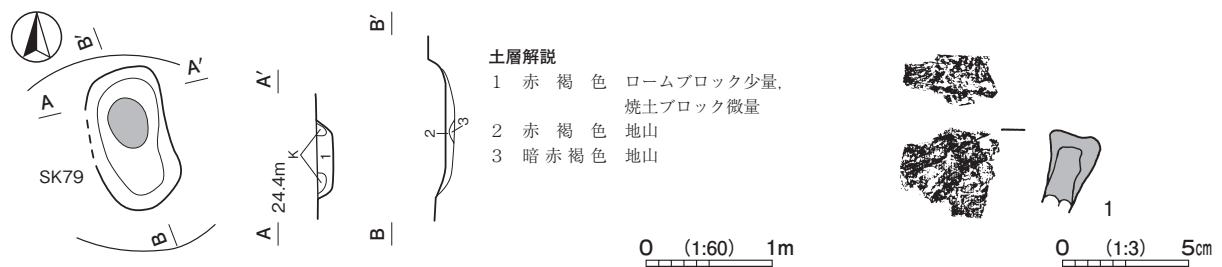 B'
A'
A
SK79
B
A'
K
1
24.4m
A
B'
2
3
B
土層解説
1 赤褐色 ロームブロック少量,
焼土ブロック微量
2 赤褐色 地山
3 暗赤褐色 地山
0 (1:60) 1m
1
0 (1:3) 5cm